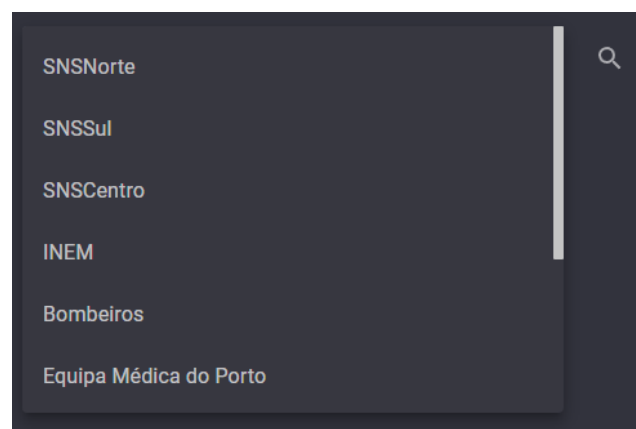 SNSNorte
SNSSul
SNSCentro
INEM
Bombeiros
Equipa Médica do Porto